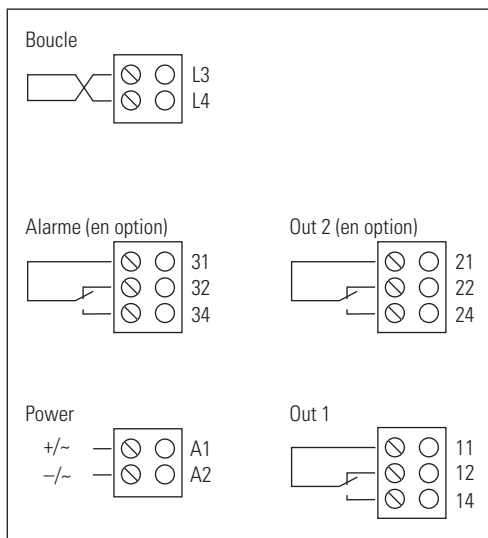 Boucle
L3
L4
Alarme (en option)
31
32
34
Out 2 (en option)
21
22
24
Power
+/~ A1
–/~ A2
Out 1
11
12
14